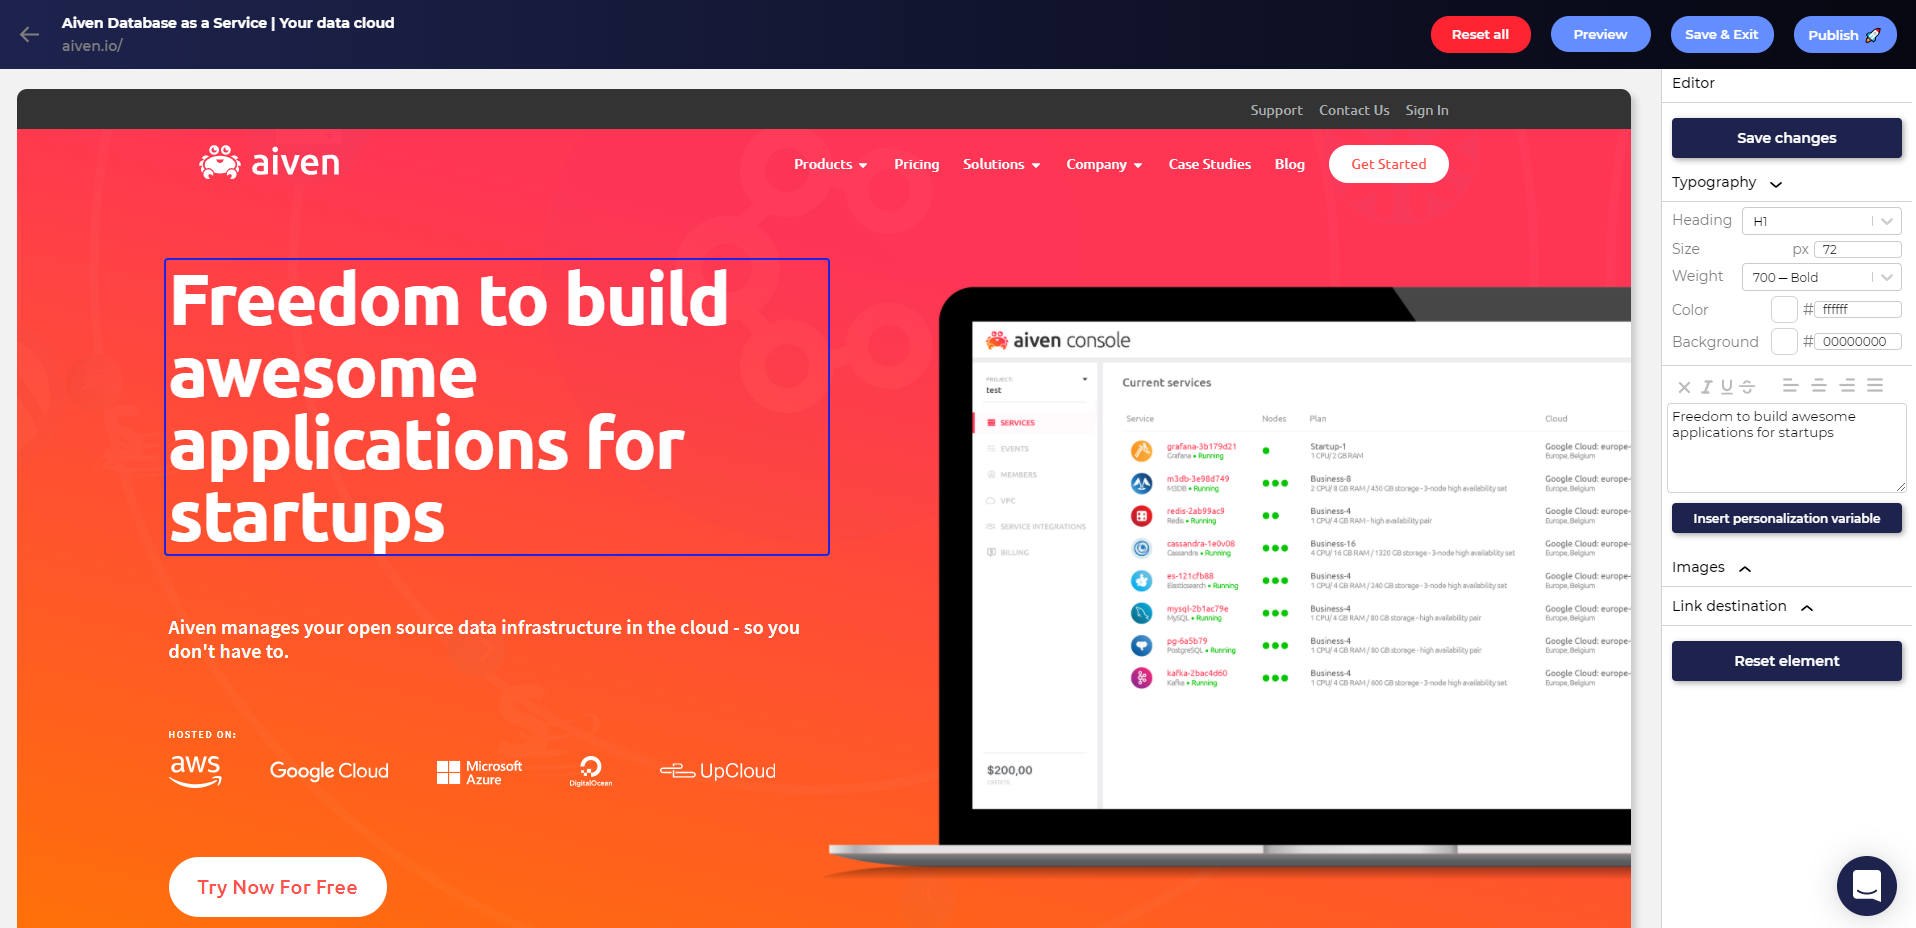 Aiven Database as a Service | Your data cloud
aiven.io/
Reset all
Preview
Save & Exit
Publish
Support Contact Us Sign In
aiven
Products Pricing Solutions Company Case Studies Blog Get Started
Freedom to build
awesome
applications for
startups
Aiven manages your open source data infrastructure in the cloud - so you
don't have to.
HOSTED ON:
aws
Google Cloud
Microsoft
Azure
DigitalOcean
UpCloud
Try Now For Free
aiven console
PROJECT:
test
SERVICES
EVENTS
MEMBERS
VPC
SERVICE INTEGRATIONS
BILLING
$200,00
CREDITS
Current services
Service Nodes Plan Cloud
grafana-3b179d21 Startup-1 Google Cloud: europe-
Grafana • Running 1 CPU/ 2 GB RAM Europe, Belgium
m3db-3e98d749 Business-8 Google Cloud: europe-
M3DB • Running 2 CPU/ 8 GB RAM / 450 GB storage - 3-node high availability set Europe, Belgium
redis-2ab99ac9 Business-4 Google Cloud: europe-
Redis • Running 1 CPU/ 4 GB RAM - high availability pair Europe, Belgium
cassandra-1e0v08 Business-16 Google Cloud: europe-
Cassandra • Running 4 CPU/ 16 GB RAM / 1320 GB storage - 3-node high availability set Europe, Belgium
es-121cfb88 Business-4 Google Cloud: europe-
Elasticsearch • Running 1 CPU/ 4 GB RAM / 240 GB storage - 3-node high availability set Europe, Belgium
mysql-2b1ac79e Business-4 Google Cloud: europe-
MySQL • Running 1 CPU/ 4 GB RAM / 80 GB storage - high availability pair Europe, Belgium
pg-6a5b79 Business-4 Google Cloud: europe-
PostgreSQL • Running 1 CPU/ 4 GB RAM / 80 GB storage - high availability pair Europe, Belgium
kafka-2bac4d60 Business-4 Google Cloud: europe-
Kafka • Running 1 CPU/ 4 GB RAM / 600 GB storage - 3-node high availability set Europe, Belgium
Editor
Save changes
Typography
Heading H1
Size px 72
Weight 700 — Bold
Color # ffffff
Background # 00000000
Freedom to build awesome
applications for startups
Insert personalization variable
Images
Link destination
Reset element